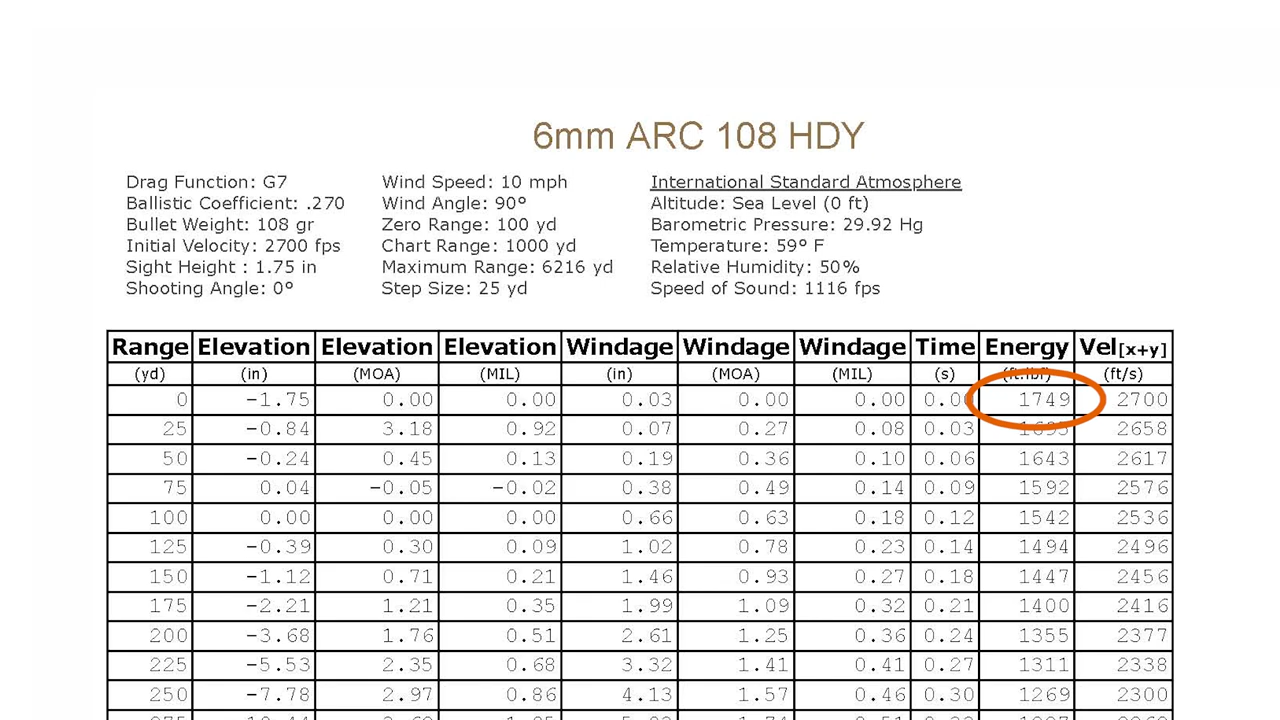 6mm ARC 108 HDY
Drag Function: G7 Wind Speed: 10 mph International Standard Atmosphere
Ballistic Coefficient: .270 Wind Angle: 90° Altitude: Sea Level (0 ft)
Bullet Weight: 108 gr Zero Range: 100 yd Barometric Pressure: 29.92 Hg
Initial Velocity: 2700 fps Chart Range: 1000 yd Temperature: 59° F
Sight Height : 1.75 in Maximum Range: 6216 yd Relative Humidity: 50%
Shooting Angle: 0° Step Size: 25 yd Speed of Sound: 1116 fps
Range Elevation Elevation Elevation Windage Windage Windage Time Energy Vel[x+y]
(yd) (in) (MOA) (MIL) (in) (MOA) (MIL) (s) (ft.lbf) (ft/s)
0 -1.75 0.00 0.00 0.03 0.00 0.00 0.00 1749 2700
25 -0.84 3.18 0.92 0.07 0.27 0.08 0.03 1695 2658
50 -0.24 0.45 0.13 0.19 0.36 0.10 0.06 1643 2617
75 0.04 -0.05 -0.02 0.38 0.49 0.14 0.09 1592 2576
100 0.00 0.00 0.00 0.66 0.63 0.18 0.12 1542 2536
125 -0.39 0.30 0.09 1.02 0.78 0.23 0.14 1494 2496
150 -1.12 0.71 0.21 1.46 0.93 0.27 0.18 1447 2456
175 -2.21 1.21 0.35 1.99 1.09 0.32 0.21 1400 2416
200 -3.68 1.76 0.51 2.61 1.25 0.36 0.24 1355 2377
225 -5.53 2.35 0.68 3.32 1.41 0.41 0.27 1311 2338
250 -7.78 2.97 0.86 4.13 1.57 0.46 0.30 1269 2300